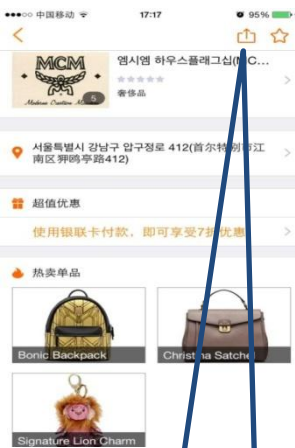 中国移动 17:17 95%
MCM
5
엠시엠 하우스플래그십
奢侈品
서울특별시 강남구 압구정로 412(首尔特别市江
南区狎鸥亭路412)
超值优惠
使用银联卡付款，即可享受7折优惠
热卖单品
Bonic Backpack
Christina Satchel
Signature Lion Charm